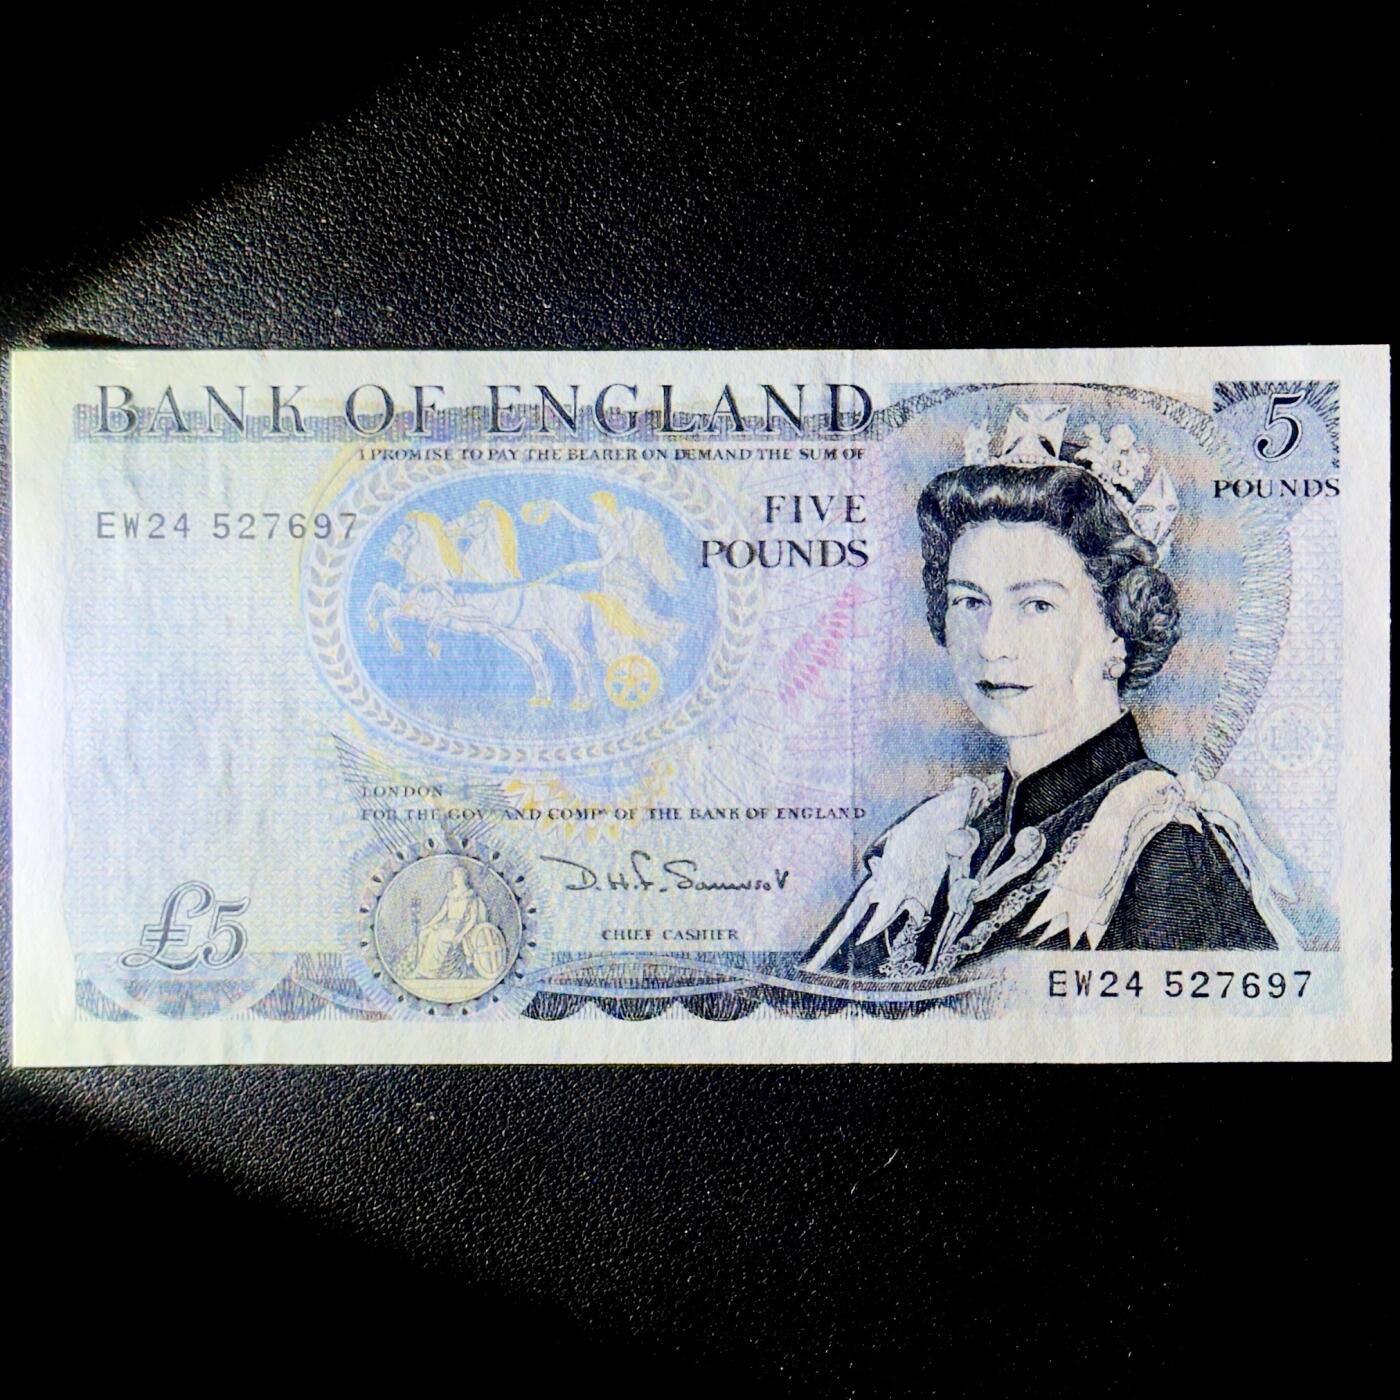 BANK OF ENGLAND
I PROMISE TO PAY THE BEARER ON DEMAND THE SUM OF
5
POUNDS
FIVE
POUNDS
EW24 527697
LONDON
FOR THE GOVR AND COMPA OF THE BANK OF ENGLAND
D.H.F. Somerset
£5
CHIEF CASHIER
EW24 527697